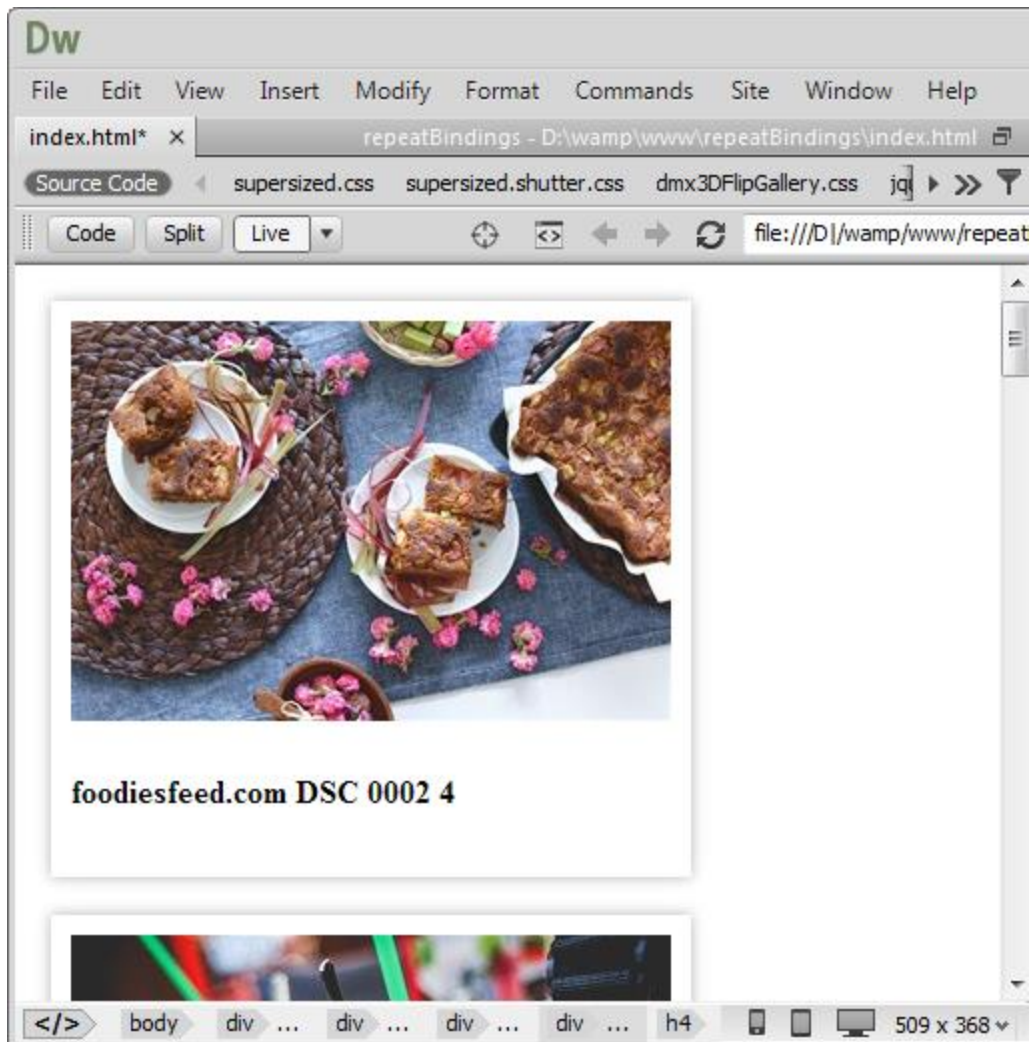 Dw
File Edit View Insert Modify Format Commands Site Window Help
index.html* × repeatBindings - D:\wamp\www\repeatBindings\index.html
Source Code supersized.css supersized.shutter.css dmx3DFlipGallery.css jq
Code Split Live file:///D|/wamp/www/repeat
foodiesfeed.com DSC 0002 4
</> body div ... div ... div ... div ... h4 509 x 368